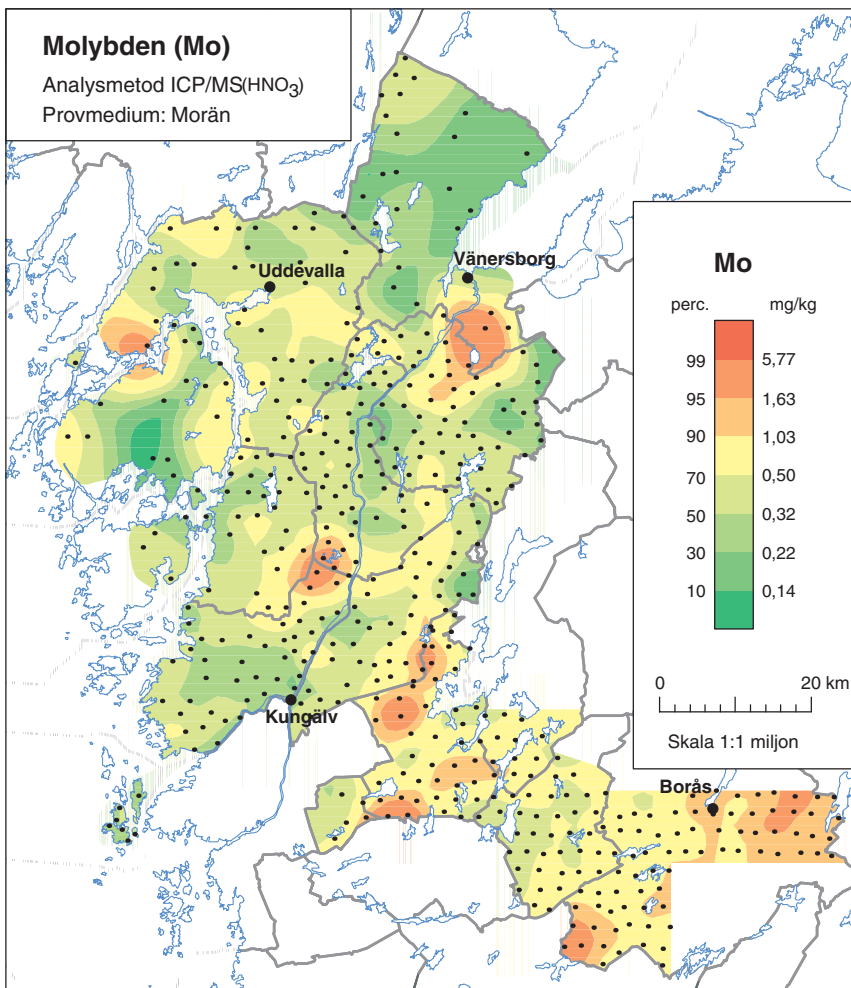 Molybden (Mo)
Analysmetod ICP/MS(HNO3)
Provmedium: Morän
Vänersborg
Uddevalla
Mo
perc. mg/kg
99 5,77
95 1,63
90 1,03
70 0,50
50 0,32
30 0,22
10 0,14
0 20 km
Skala 1:1 miljon
Kungälv
Borås